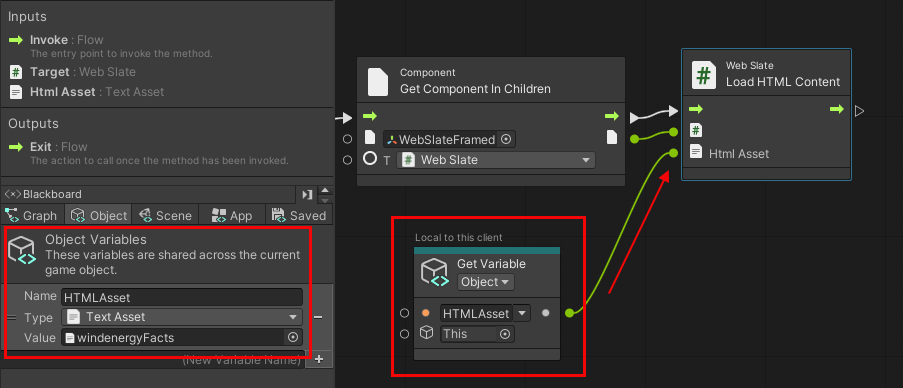 Inputs
Invoke : Flow
The entry point to invoke the method.
# Target : Web Slate
Html Asset : Text Asset
Outputs
Exit : Flow
The action to call once the method has been invoked.
<×> Blackboard
Graph
Object
Scene
App
Saved
Object Variables
These variables are shared across the current
game object.
Name HTMLAsset
Type Text Asset
Value windenergyFacts
(New Variable Name) +
Component
Get Component In Children
WebSlateFramed
T # Web Slate
Web Slate
# Load HTML Content
#
Html Asset
Local to this client
Get Variable
Object
HTMLAsset
This